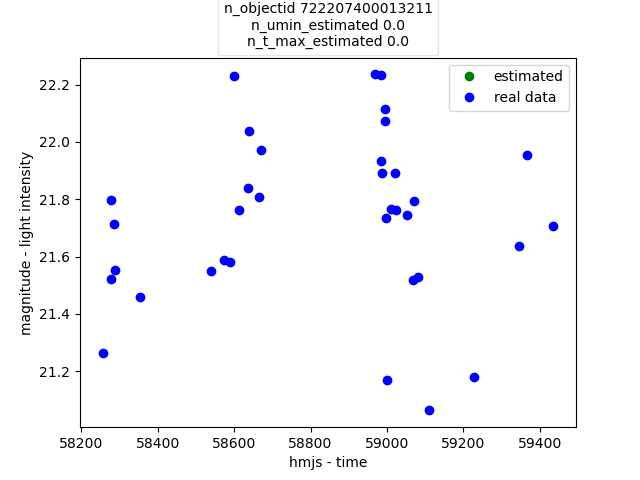 n_objectid 722207400013211
n_umin_estimated 0.0
n_t_max_estimated 0.0
estimated
real data
22.2
22.0
21.8
21.6
21.4
21.2
magnitude - light intensity
58200 58400 58600 58800 59000 59200 59400
hmjs - time